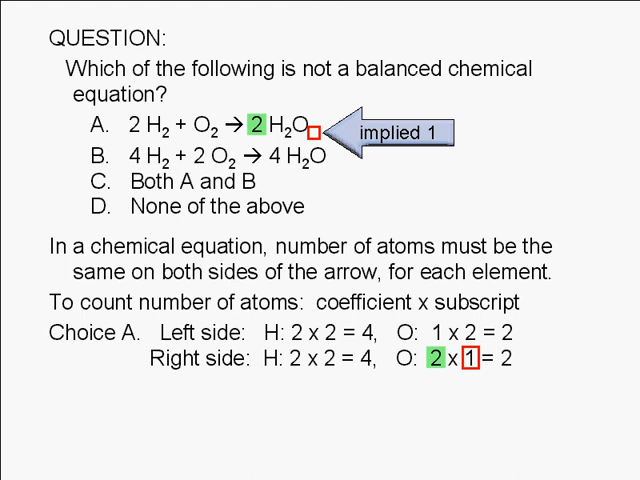 QUESTION:
Which of the following is not a balanced chemical
equation?
A. 2 H₂ + O₂ → 2 H₂O
implied 1
B. 4 H₂ + 2 O₂ → 4 H₂O
C. Both A and B
D. None of the above
In a chemical equation, number of atoms must be the
same on both sides of the arrow, for each element.
To count number of atoms: coefficient x subscript
Choice A. Left side: H: 2 x 2 = 4, O: 1 x 2 = 2
Right side: H: 2 x 2 = 4, O: 2 x 1 = 2